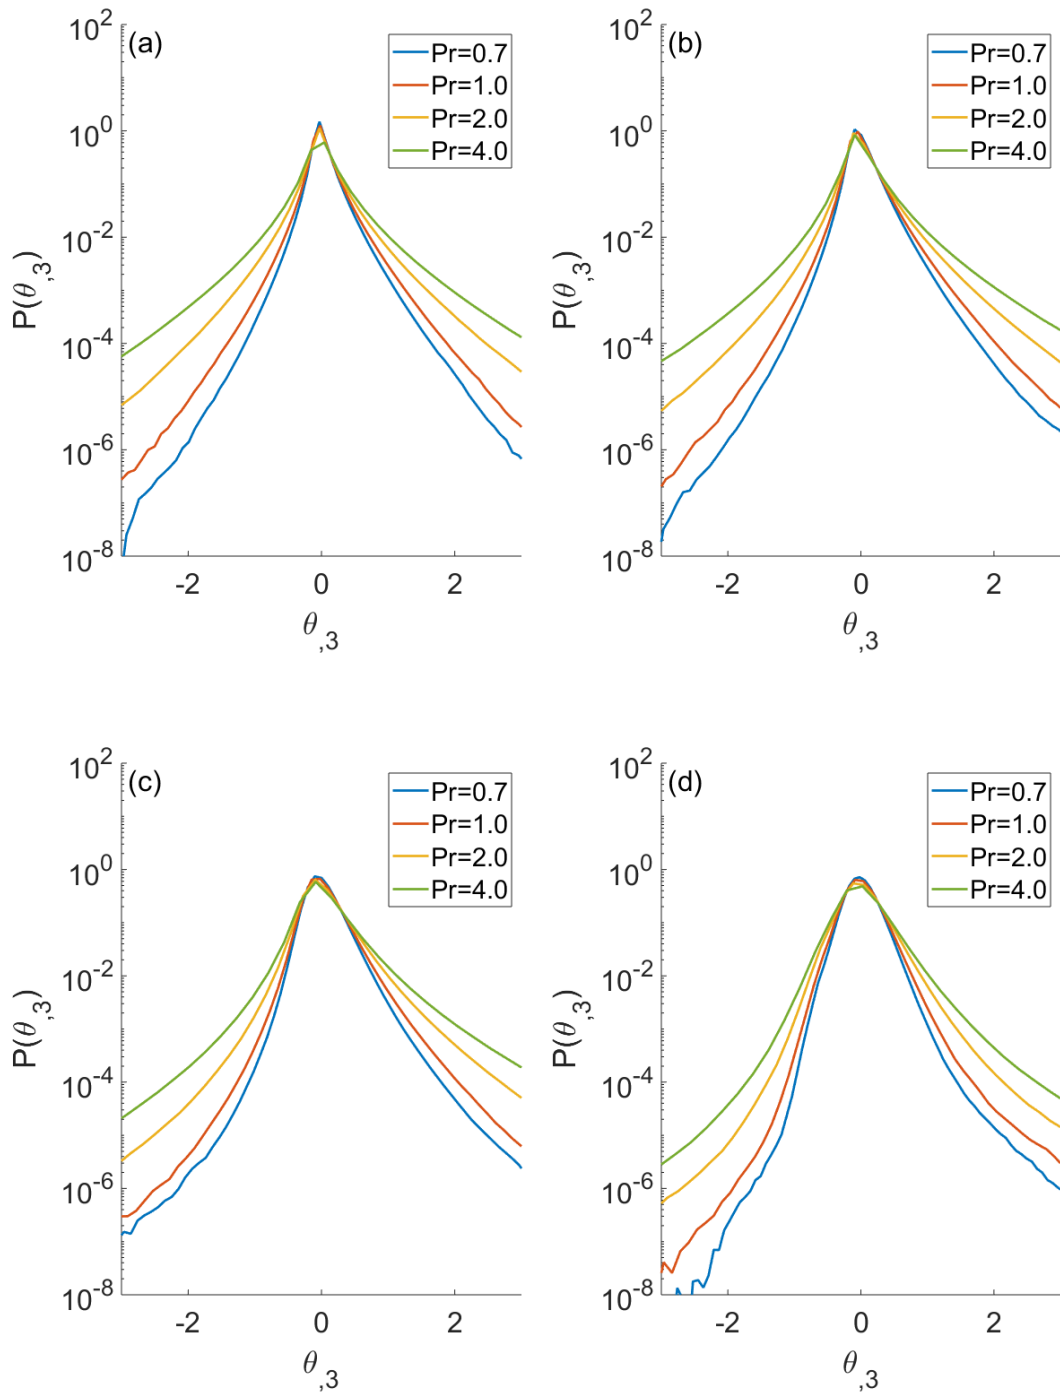 (a)
Pr=0.7
Pr=1.0
Pr=2.0
Pr=4.0
10^2
10^0
10^-2
10^-4
10^-6
10^-8
P(θ,3)
-2 0 2
θ,3
(b)
Pr=0.7
Pr=1.0
Pr=2.0
Pr=4.0
10^2
10^0
10^-2
10^-4
10^-6
10^-8
P(θ,3)
-2 0 2
θ,3
(c)
Pr=0.7
Pr=1.0
Pr=2.0
Pr=4.0
10^2
10^0
10^-2
10^-4
10^-6
10^-8
P(θ,3)
-2 0 2
θ,3
(d)
Pr=0.7
Pr=1.0
Pr=2.0
Pr=4.0
10^2
10^0
10^-2
10^-4
10^-6
10^-8
P(θ,3)
-2 0 2
θ,3